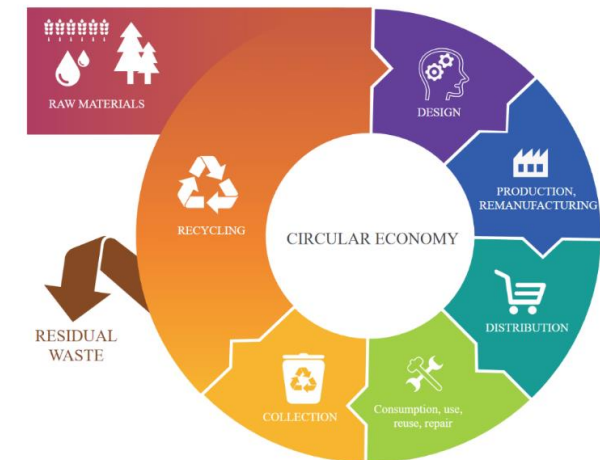 RAW MATERIALS
DESIGN
PRODUCTION,
REMANUFACTURING
DISTRIBUTION
Consumption, use,
reuse, repair
COLLECTION
RECYCLING
CIRCULAR ECONOMY
RESIDUAL
WASTE